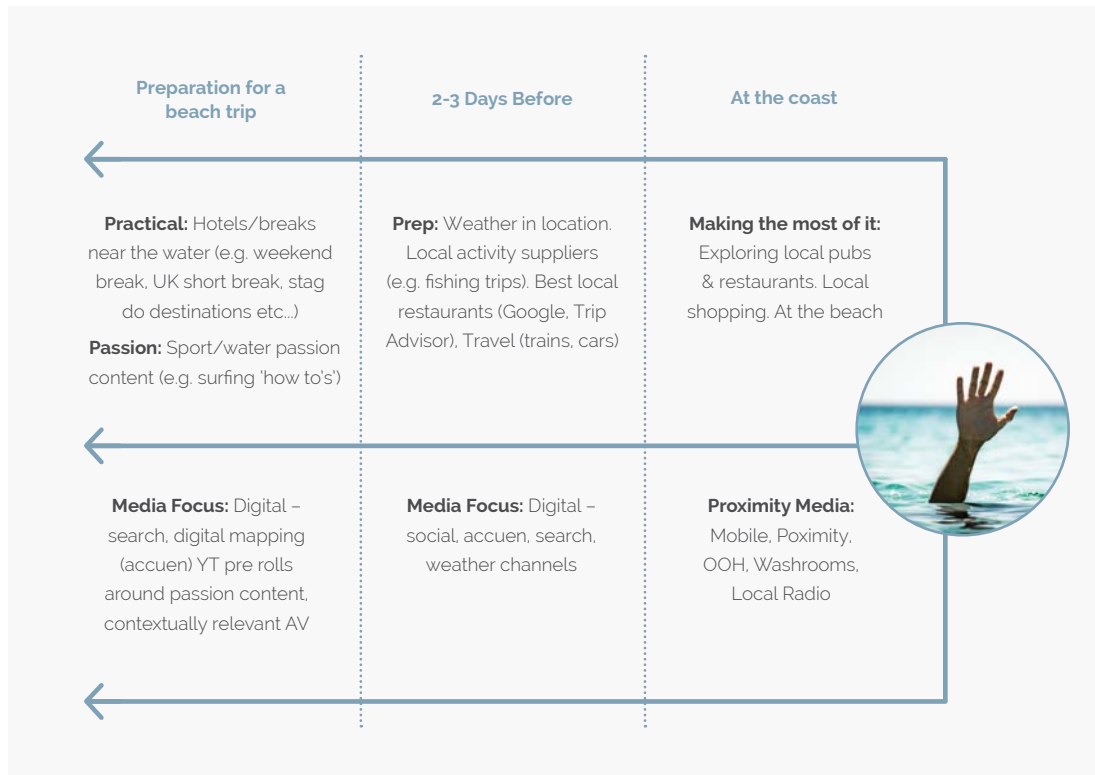 Preparation for a
beach trip
2-3 Days Before
At the coast
Practical: Hotels/breaks
near the water (e.g. weekend
break, UK short break, stag
do destinations etc...)
Passion: Sport/water passion
content (e.g. surfing 'how to's')
Prep: Weather in location.
Local activity suppliers
(e.g. fishing trips). Best local
restaurants (Google, Trip
Advisor), Travel (trains, cars)
Making the most of it:
Exploring local pubs
& restaurants. Local
shopping. At the beach
Media Focus: Digital –
search, digital mapping
(accuen) YT pre rolls
around passion content,
contextually relevant AV
Media Focus: Digital –
social, accuen, search,
weather channels
Proximity Media:
Mobile, Poximity,
OOH, Washrooms,
Local Radio